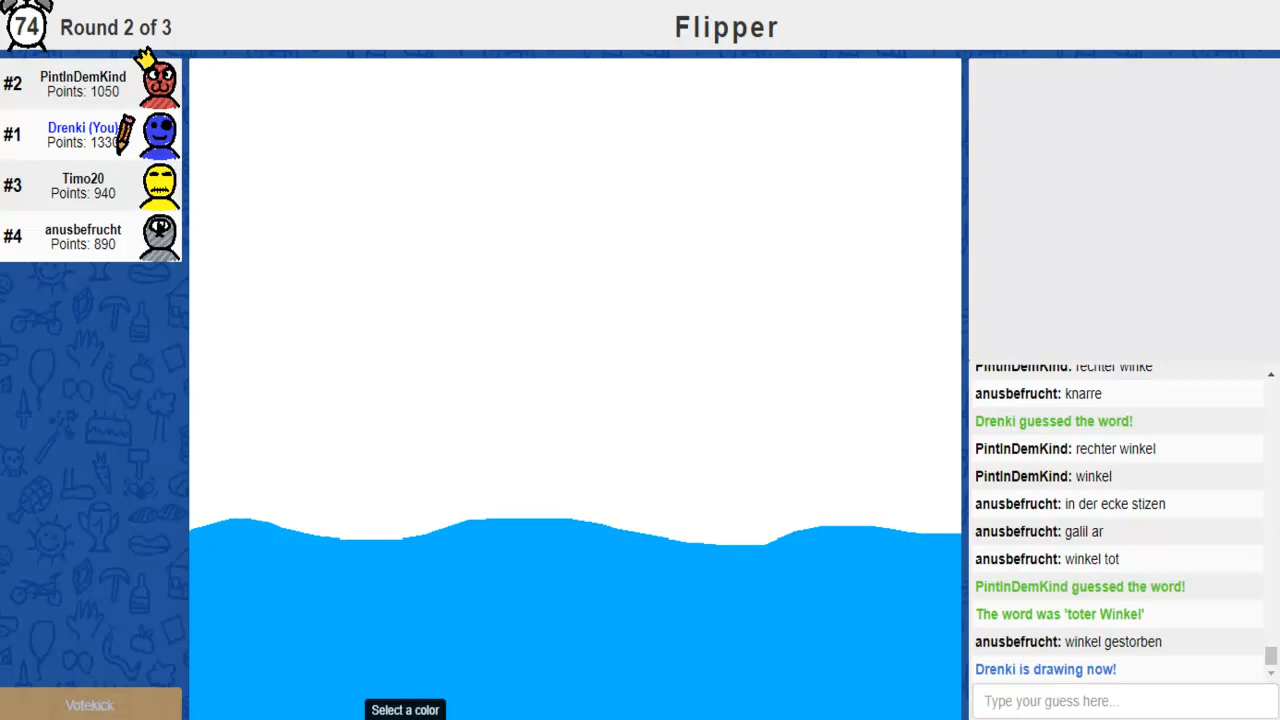 74
Round 2 of 3
Flipper
#2
PintInDemKind
Points: 1050
#1
Drenki (You)
Points: 1330
#3
Timo20
Points: 940
#4
anusbefrucht
Points: 890
PintInDemKind: rechter winke
anusbefrucht: knarre
Drenki guessed the word!
PintInDemKind: rechter winkel
PintInDemKind: winkel
anusbefrucht: in der ecke stizen
anusbefrucht: galil ar
anusbefrucht: winkel tot
PintInDemKind guessed the word!
The word was 'toter Winkel'
anusbefrucht: winkel gestorben
Drenki is drawing now!
Type your guess here...
Votekick
Select a color